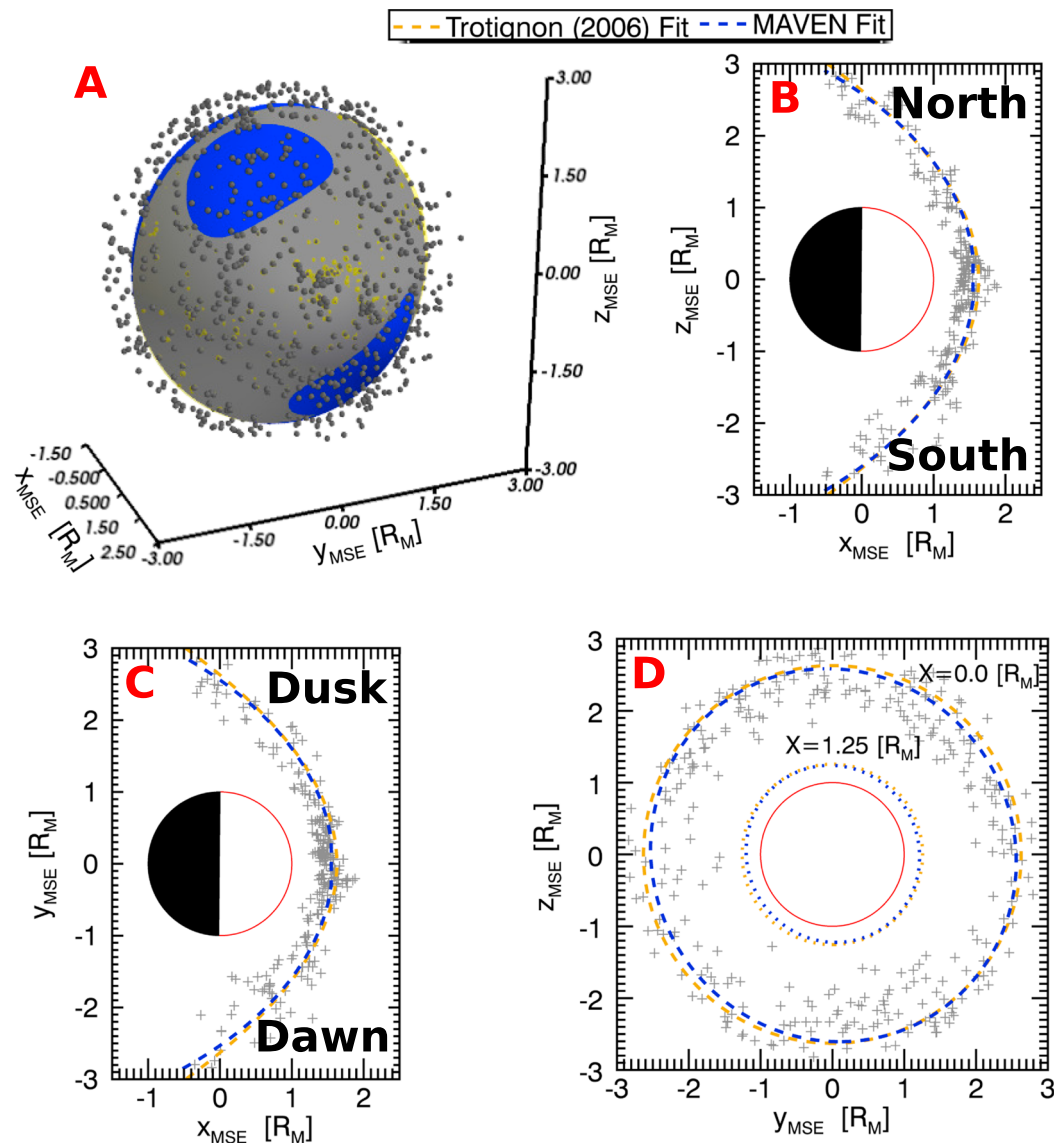 Trotignon (2006) Fit MAVEN Fit
A
3.00
1.50
0.00
-1.50
-3.00
z_MSE [R_M]
-1.50
-0.500
0.500
1.50
2.50
x_MSE [R_M]
-3.00
-1.50
0.00
1.50
3.00
y_MSE [R_M]
B
North
South
3
2
1
0
-1
-2
-3
z_MSE [R_M]
-1 0 1 2
x_MSE [R_M]
C
Dusk
Dawn
3
2
1
0
-1
-2
-3
y_MSE [R_M]
-1 0 1 2
x_MSE [R_M]
D
X=0.0 [R_M]
X=1.25 [R_M]
3
2
1
0
-1
-2
-3
z_MSE [R_M]
-3 -2 -1 0 1 2 3
y_MSE [R_M]